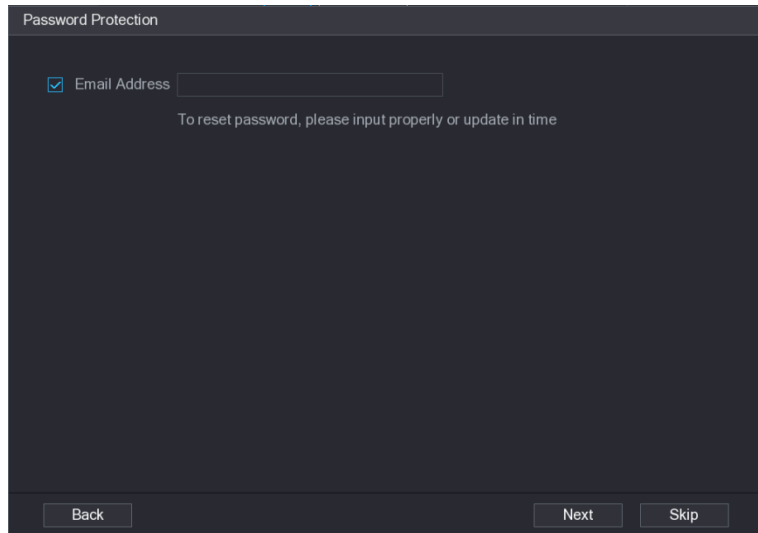 Password Protection
Email Address
To reset password, please input properly or update in time
Back Next Skip